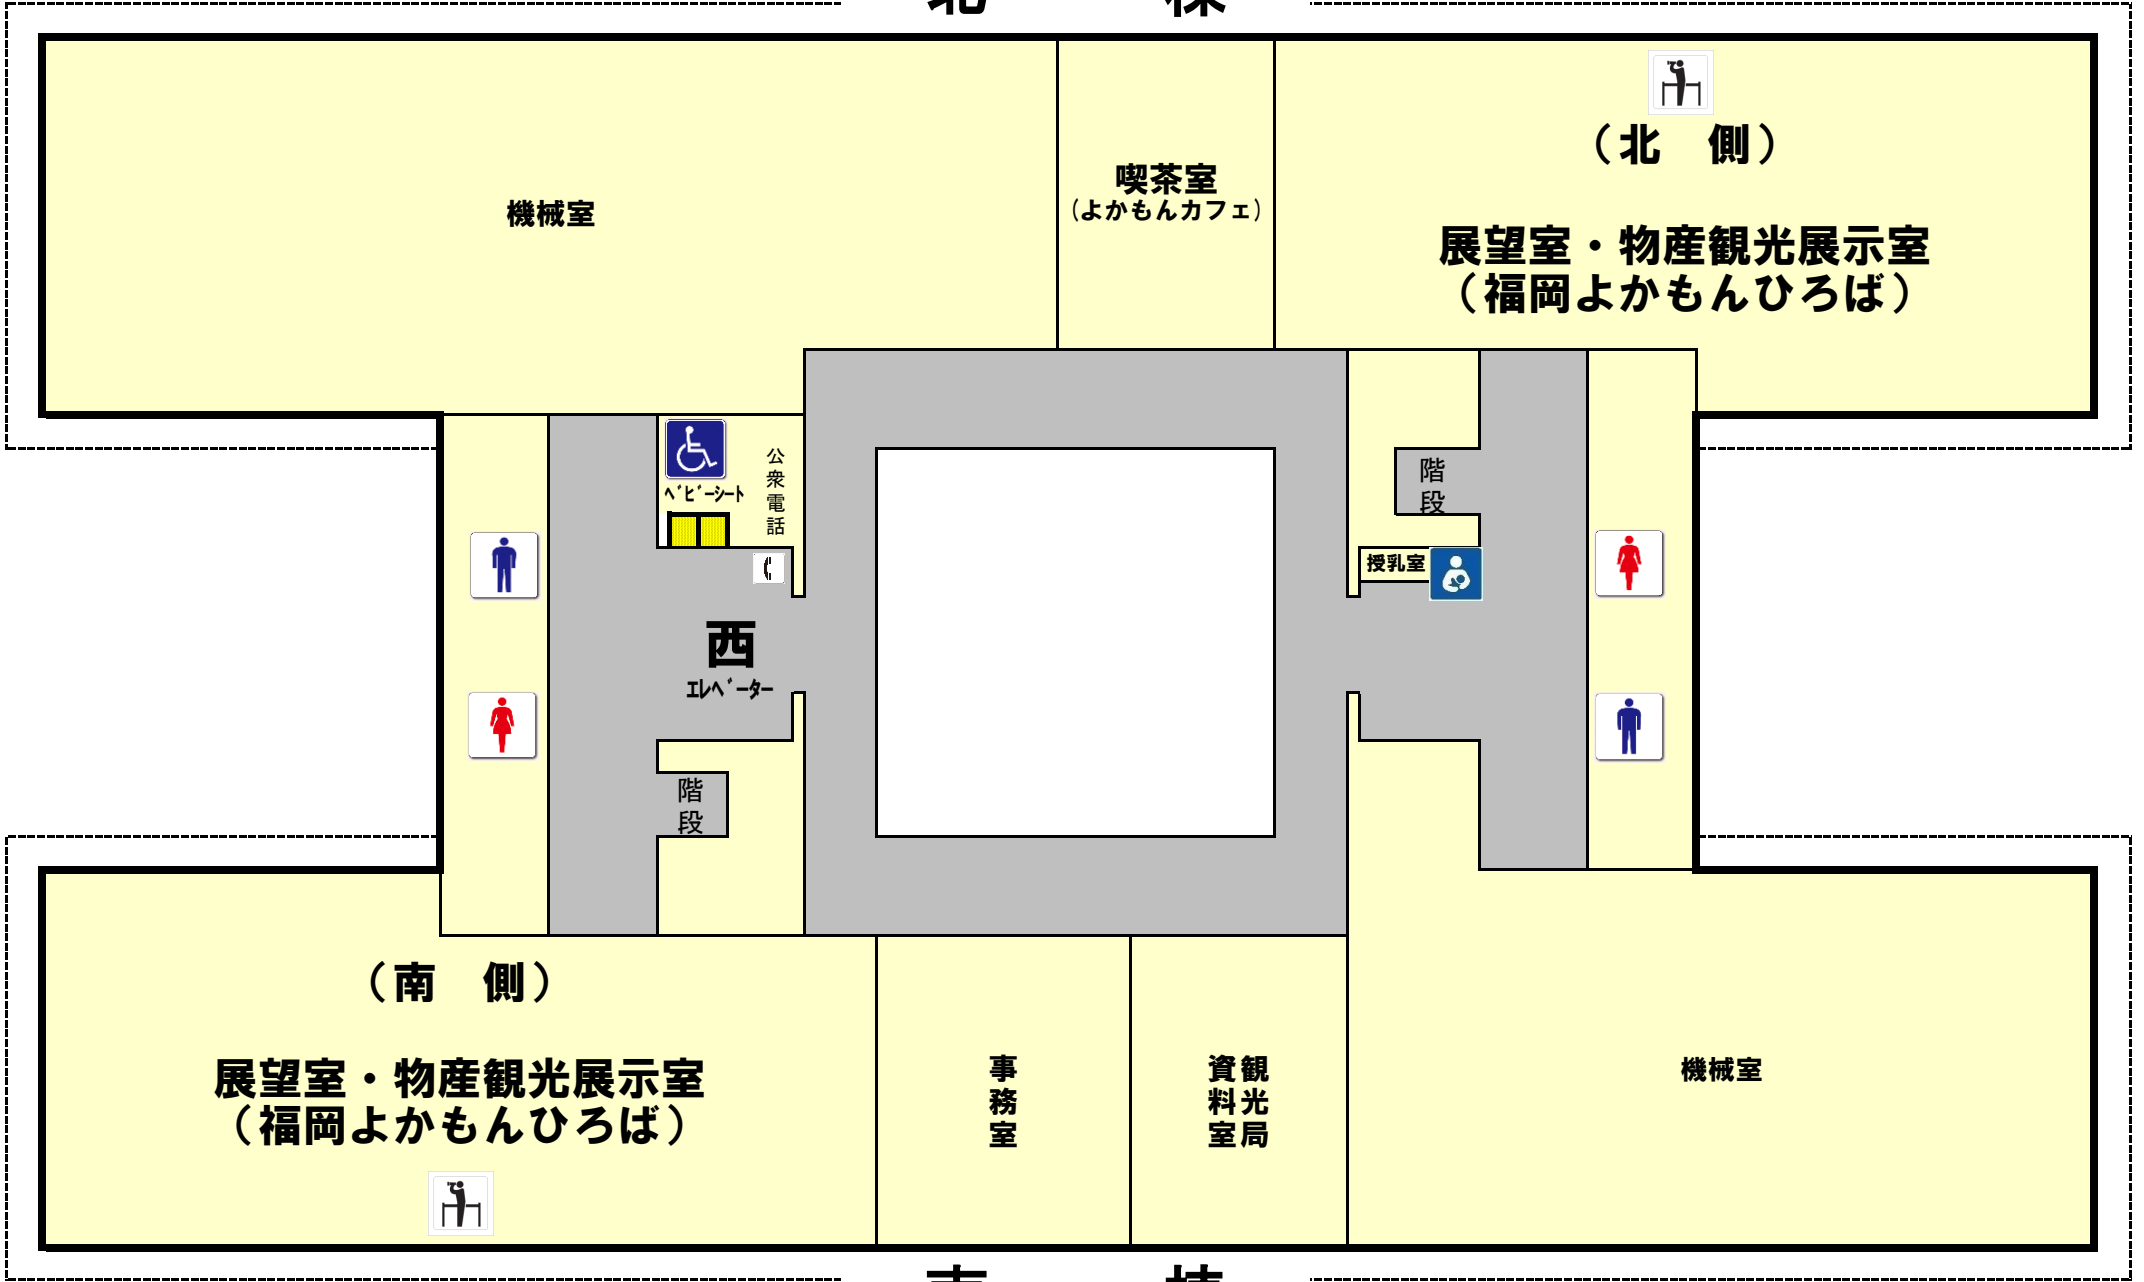 北 棟
(北 側)
喫茶室
(よかもんカフェ)
機械室
展望室・物産観光展示室
(福岡よかもんひろば)
公衆電話
ベビーシート
階段
授乳室
西
エレベーター
階段
(南 側)
展望室・物産観光展示室
(福岡よかもんひろば)
事務室
観光局
資料室
機械室